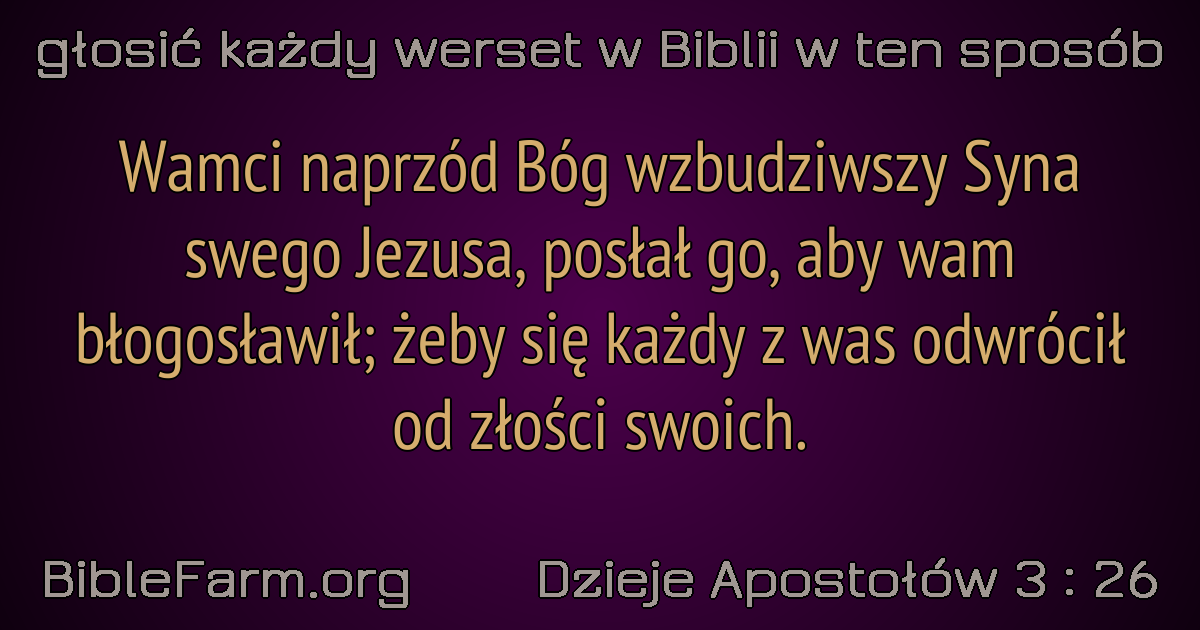 głosić każdy werset w Biblii w ten sposób
Wamci naprzód Bóg wzbudziwszy Syna
swego Jezusa, posłał go, aby wam
błogosławił; żeby się każdy z was odwrócił
od złości swoich.
BibleFarm.org Dzieje Apostołów 3 : 26